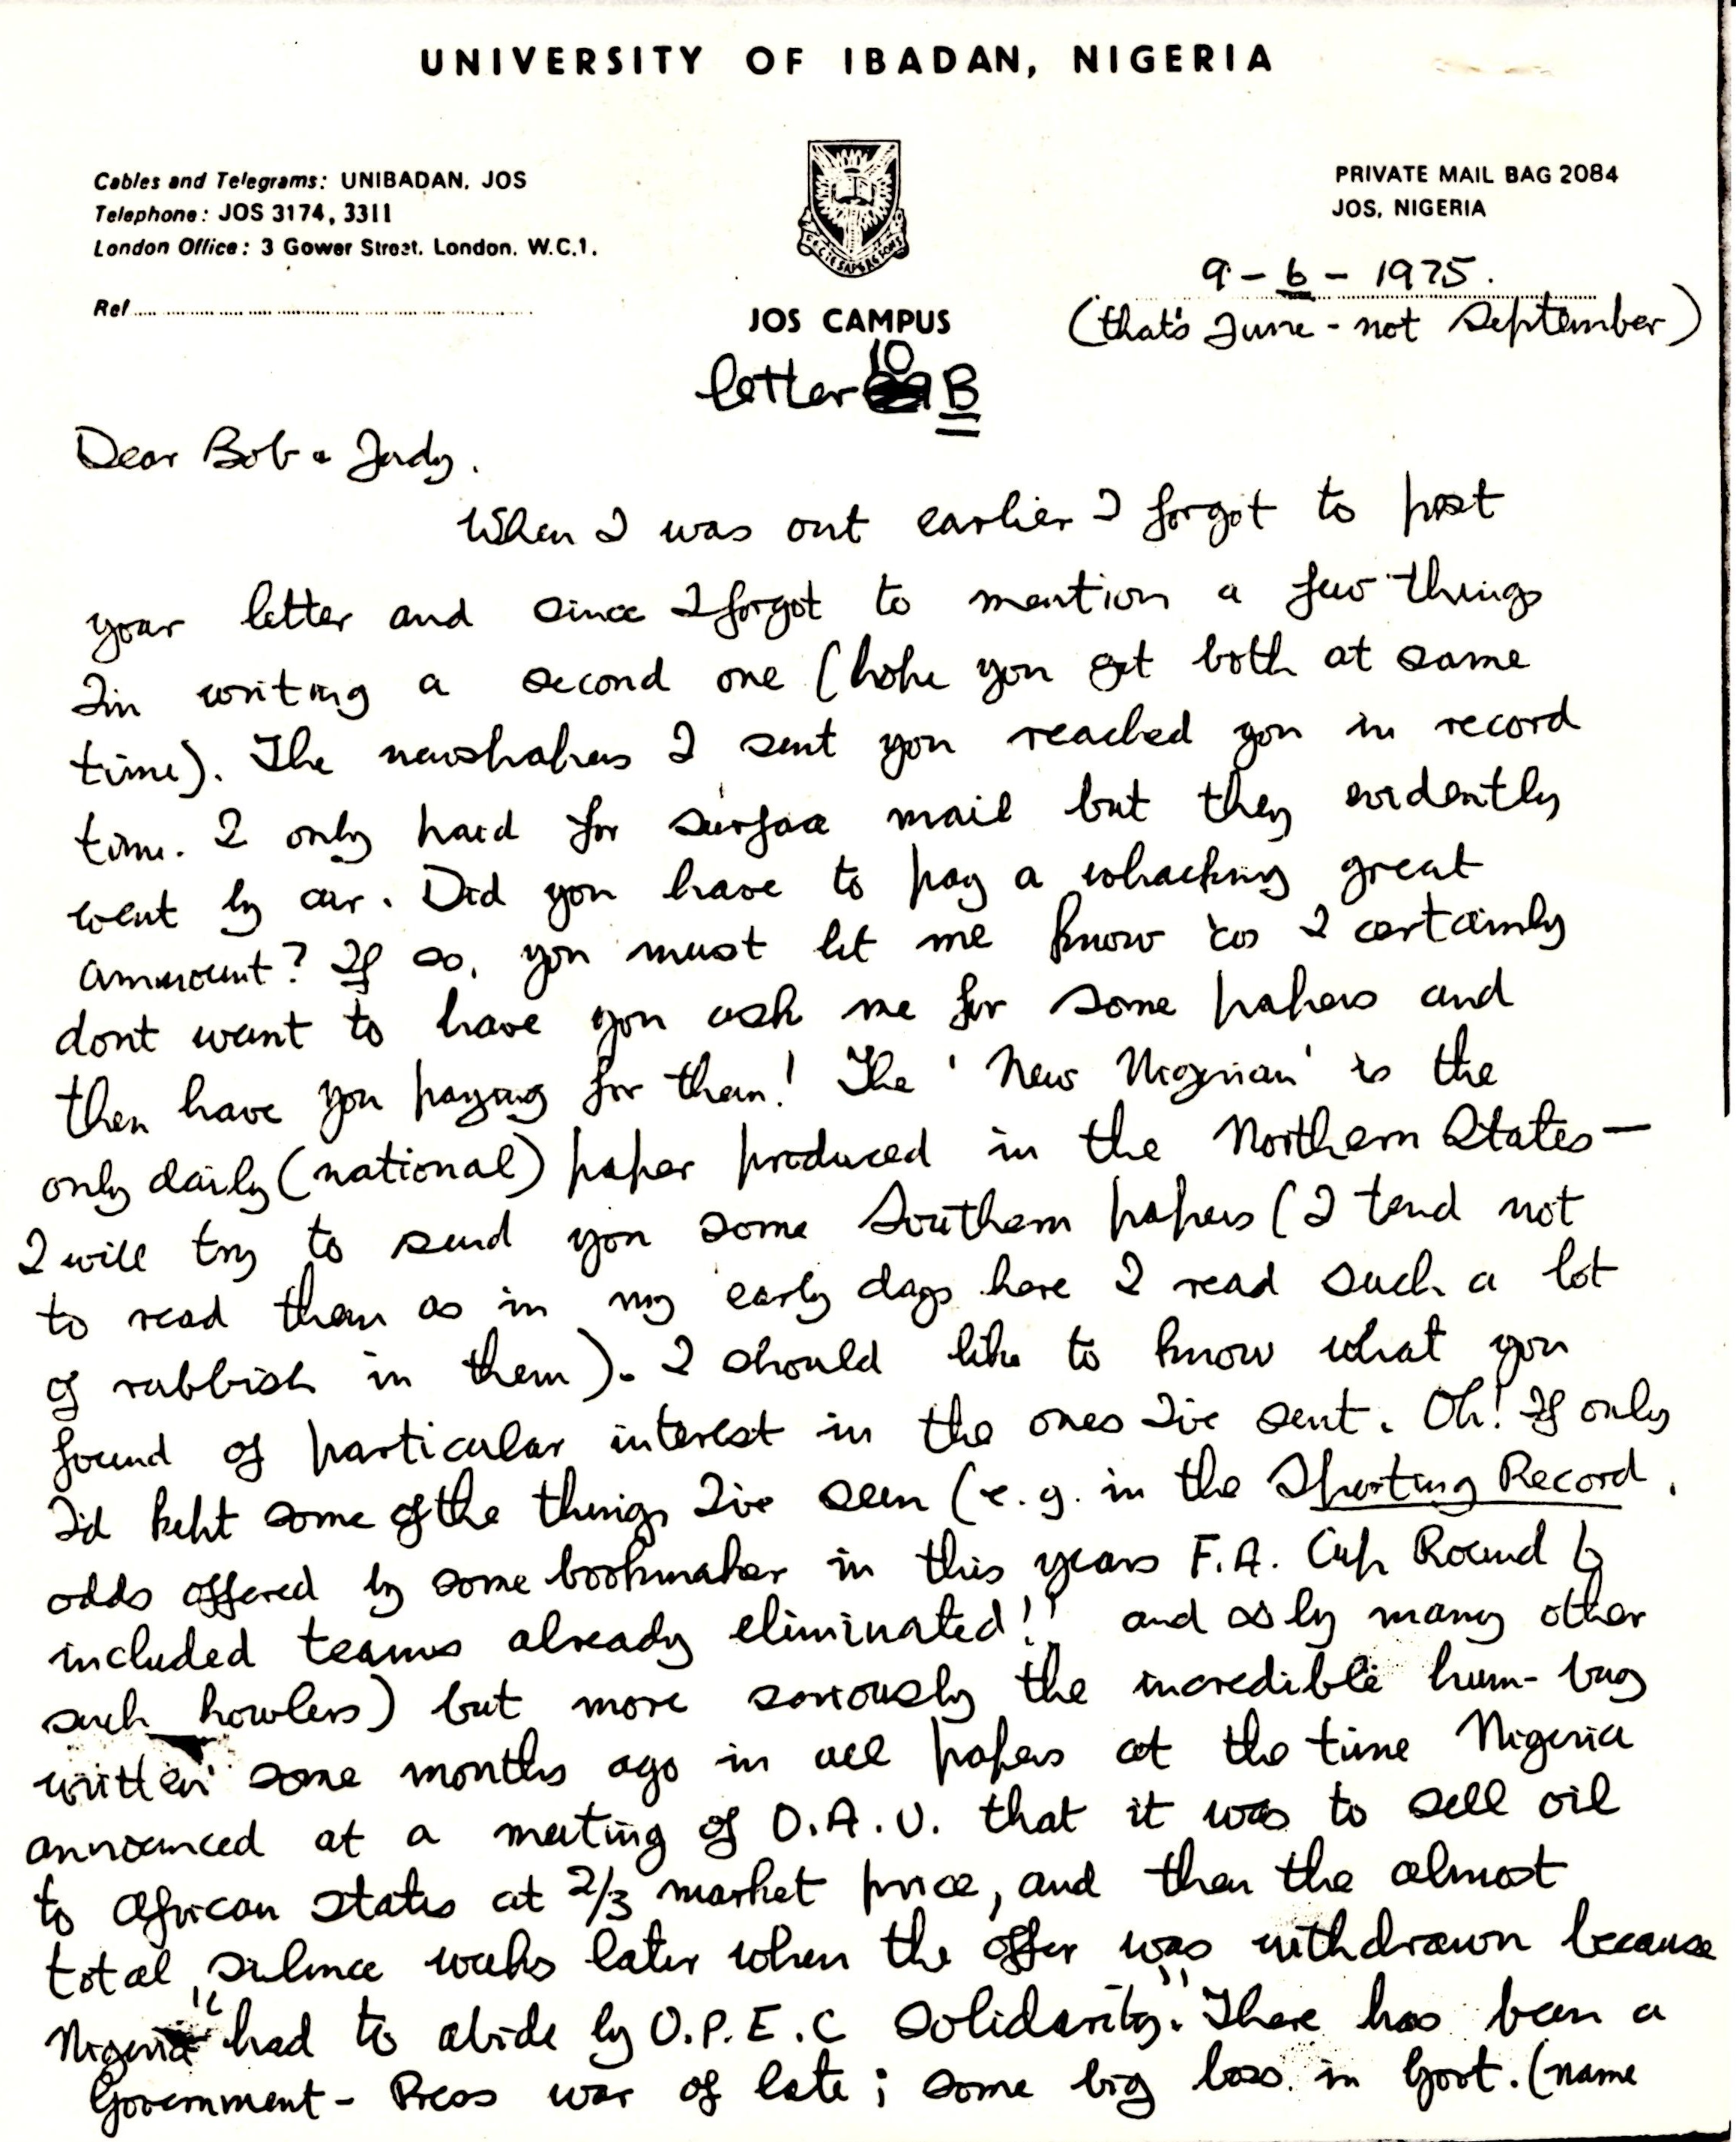 UNIVERSITY OF IBADAN, NIGERIA
Cables and Telegrams: UNIBADAN, JOS
Telephone: JOS 3174, 3311
London Office: 3 Gower Street, London, W.C.1.
Ref
JOS CAMPUS
PRIVATE MAIL BAG 2084
JOS, NIGERIA
9-6-1975.
(that's June - not September)
letter 10 B
Dear Bob & Judy.
When I was out earlier I forgot to post
your letter and since I forgot to mention a few things
I'm writing a second one (hope you get both at same
time). The newspapers I sent you reached you in record
time. I only paid for surface mail but they evidently
went by air. Did you have to pay a whacking great
ammount? If so, you must let me know 'cos I certainly
dont want to have you ask me for some papers and
then have you paying for them! The 'New Nigerian' is the
only daily (national) paper produced in the Northern States —
I will try to send you some Southern papers (I tend not
to read them as in my early days here I read such a lot
of rubbish in them). I should like to know what you
found of particular interest in the ones I've sent. Oh! If only
I'd kept some of the things I've seen (e.g. in the Sporting Record,
odds offered by some bookmaker in this years F.A. Cup Round 6
included teams already eliminated!! and oily many other
such howlers) but more seriously the incredible hum-bug
written some months ago in all papers at the time Nigeria
announced at a meeting of O.A.U. that it was to sell oil
to African states at 2/3 market price, and then the almost
total silence weeks later when the offer was withdrawn because
Nigeria "had to abide by O.P.E.C solidarity". There has been a
Government - Press war of late; some big boss in Govt. (name